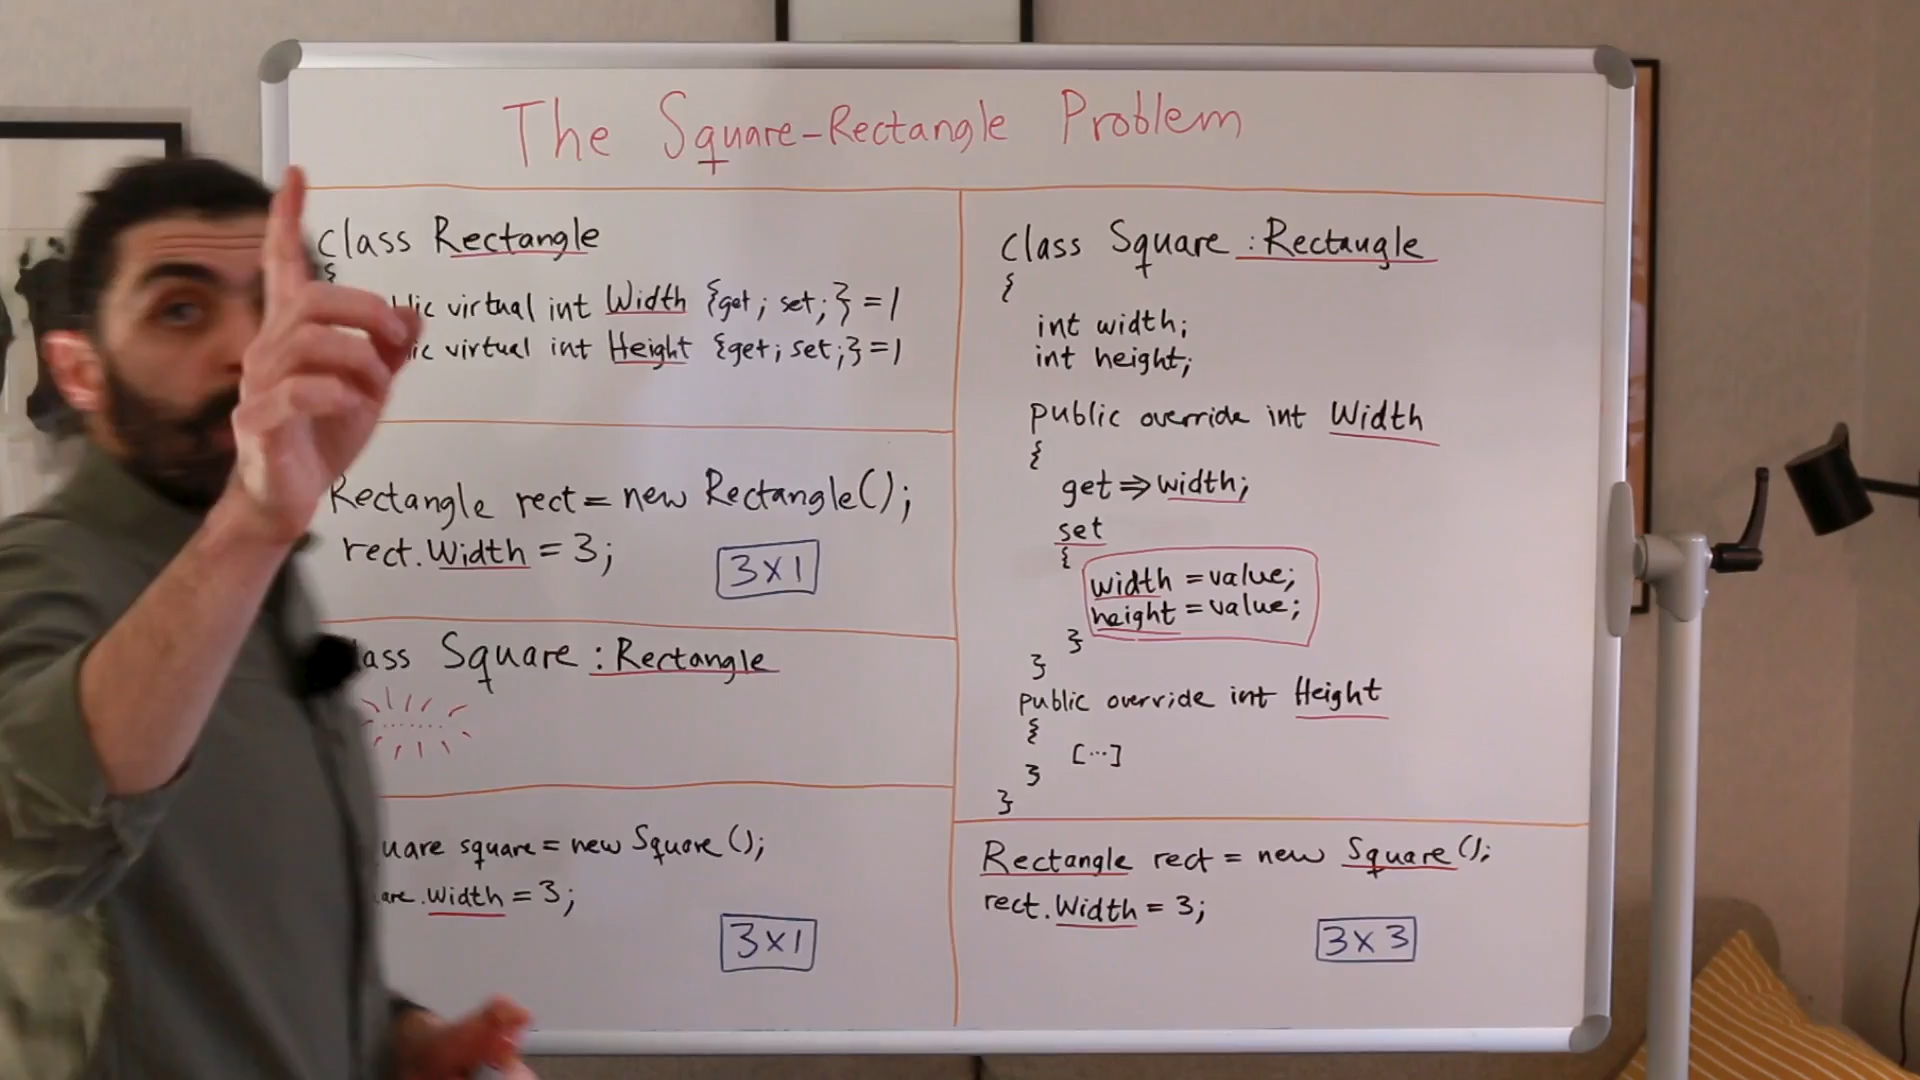 The Square-Rectangle Problem
class Rectangle
{
lic virtual int Width {get; set;} = 1
ic virtual int Height {get; set;} = 1
Rectangle rect = new Rectangle();
rect.Width = 3;
3x1
lass Square : Rectangle
uare square = new Square();
are.Width = 3;
3x1
class Square : Rectangle
{
int width;
int height;
public override int Width
{
get => width;
set
{
width = value;
height = value;
}
}
public override int Height
{
[...]
}
}
Rectangle rect = new Square();
rect.Width = 3;
3x3